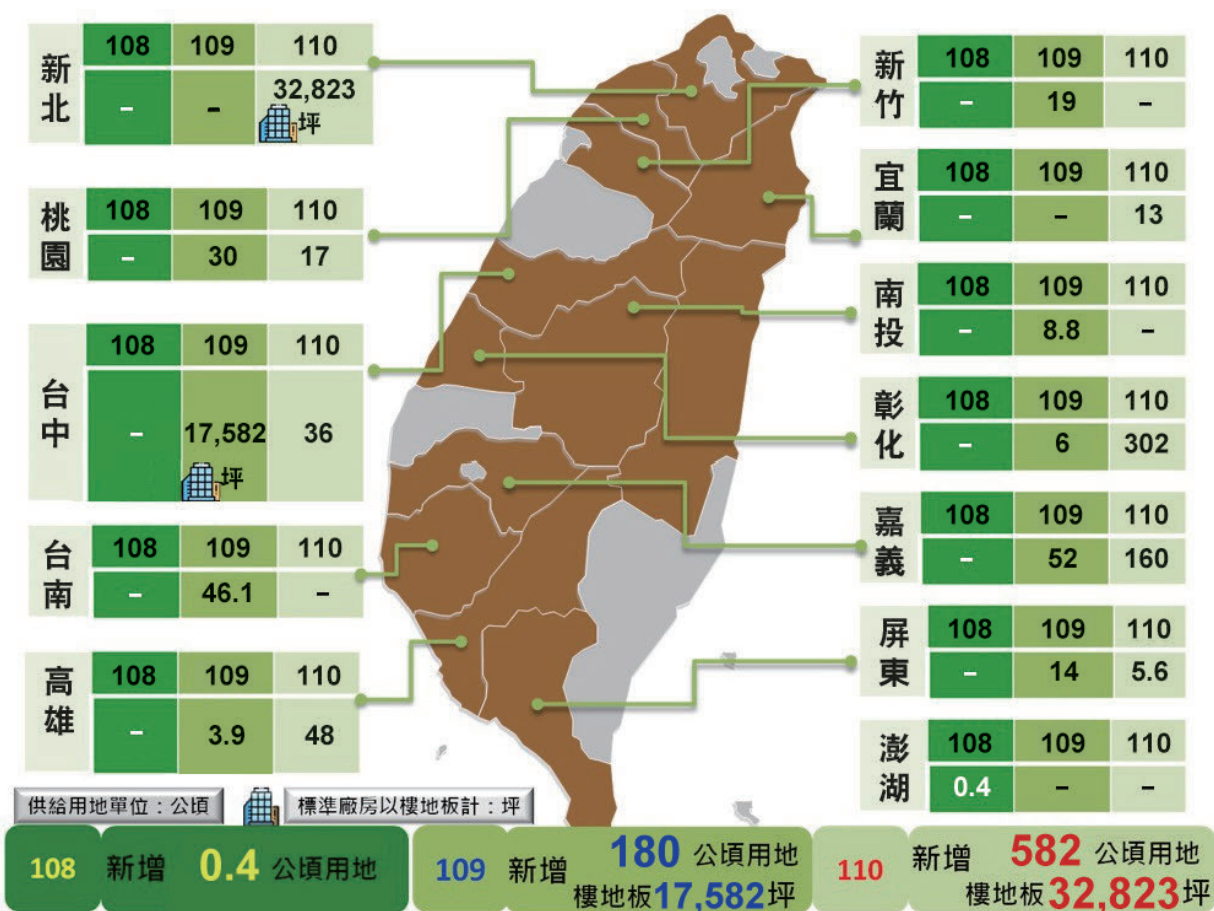 新北
108 109 110
- - 32,823坪
桃園
108 109 110
- 30 17
台中
108 109 110
- 17,582坪 36
台南
108 109 110
- 46.1 -
高雄
108 109 110
- 3.9 48
新竹
108 109 110
- 19 -
宜蘭
108 109 110
- - 13
南投
108 109 110
- 8.8 -
彰化
108 109 110
- 6 302
嘉義
108 109 110
- 52 160
屏東
108 109 110
- 14 5.6
澎湖
108 109 110
0.4 - -
供給用地單位：公頃
標準廠房以樓地板計：坪
108 新增 0.4 公頃用地
109 新增 180 公頃用地
樓地板17,582坪
110 新增 582 公頃用地
樓地板32,823坪